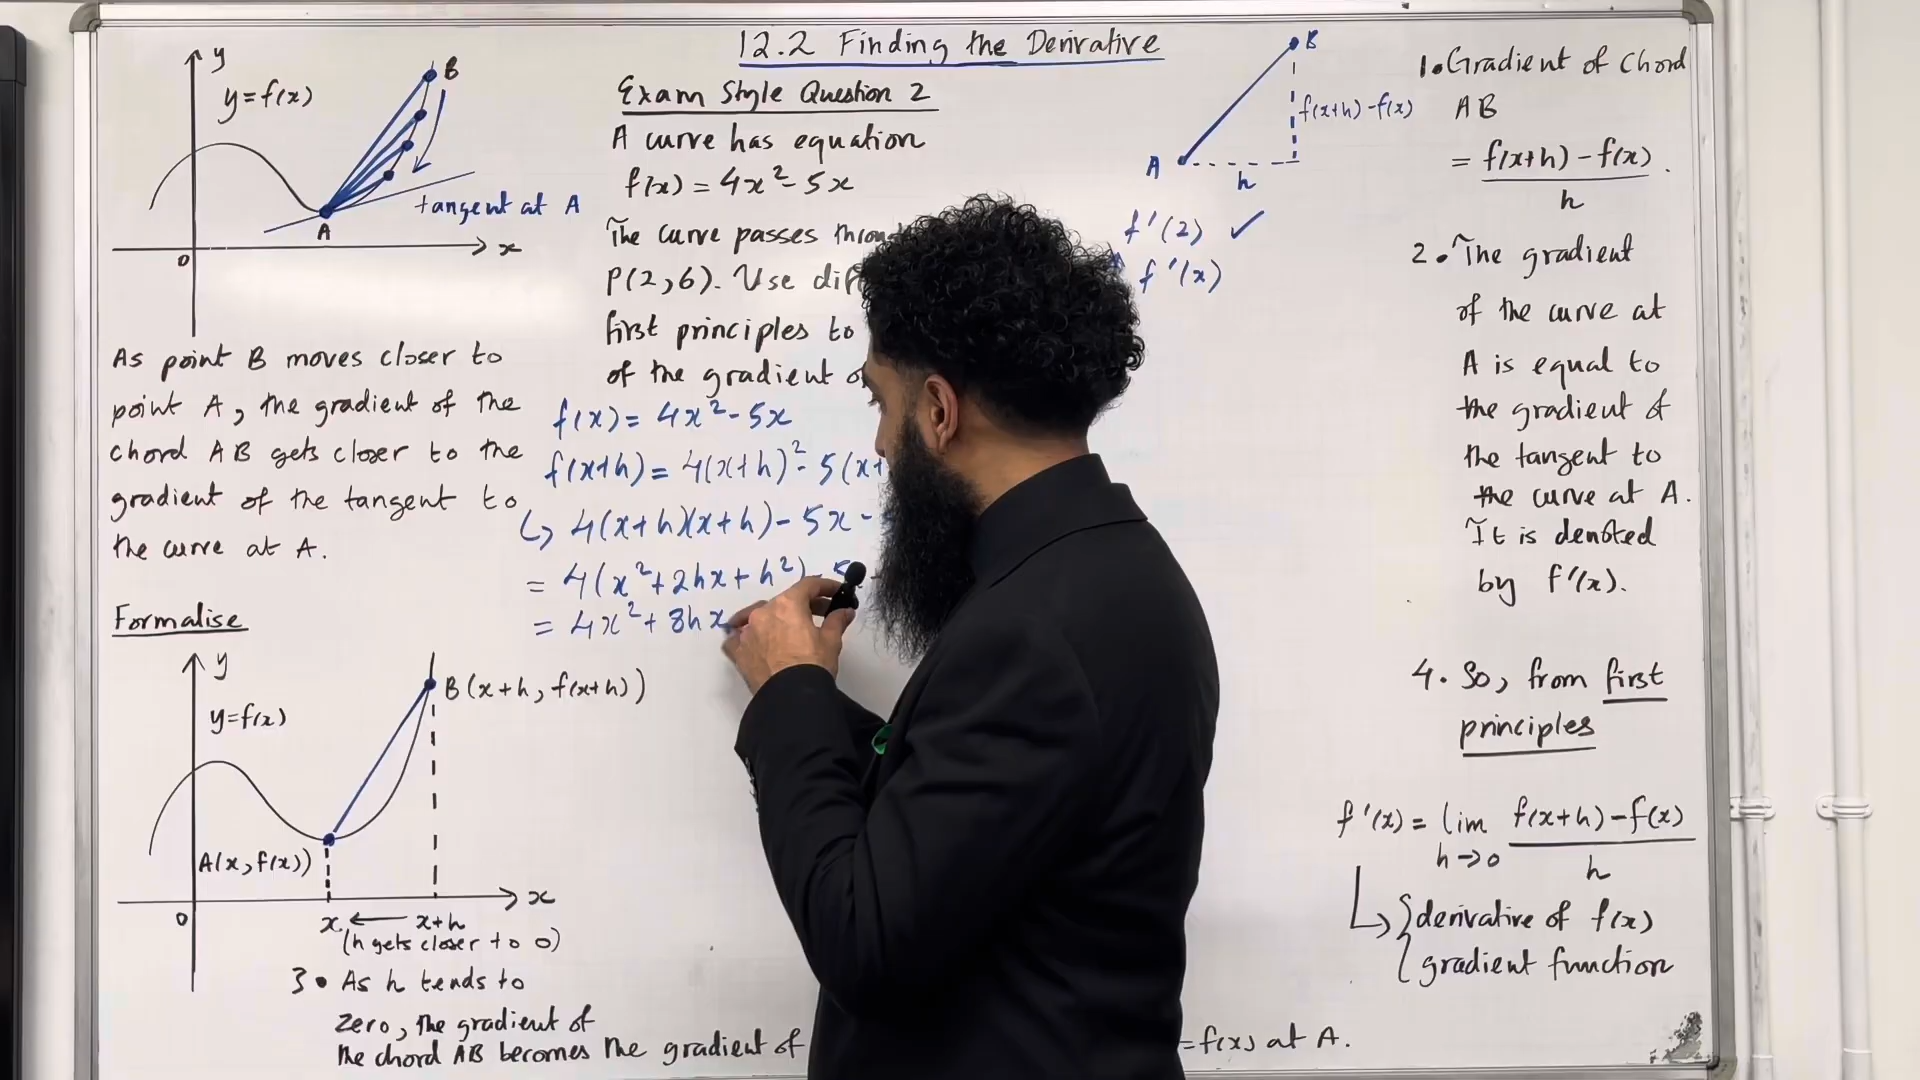 12.2 Finding the Derivative
y
y=f(x)
B
tangent at A
A
0
x
As point B moves closer to
point A, the gradient of the
chord AB gets closer to the
gradient of the tangent to
the curve at A.
Formalise
y
y=f(x)
B(x+h, f(x+h))
A(x, f(x))
0
x
x ← x+h
(h gets closer to 0)
3. As h tends to
zero, the gradient of
the chord AB becomes the gradient of
=f(x) at A.
Exam Style Question 2
A curve has equation
f(x) = 4x²-5x
The curve passes
P(2,6). Use
first principles to
of the gradient
f(x) = 4x²-5x
f(x+h) = 4(x+h)²-5(x+
↳ 4(x+h)(x+h)-5x-
= 4(x²+2hx+h²)-5
= 4x²+8hx
B
f(x+h)-f(x)
A
h
f'(2) ✓
f'(x)
1. Gradient of Chord
AB
= f(x+h)-f(x)
h
2. The gradient
of the curve at
A is equal to
the gradient of
the tangent to
the curve at A.
It is denoted
by f'(x).
4. So, from first
principles
f'(x) = lim f(x+h)-f(x)
h→0 h
↳ { derivative of f(x)
gradient function